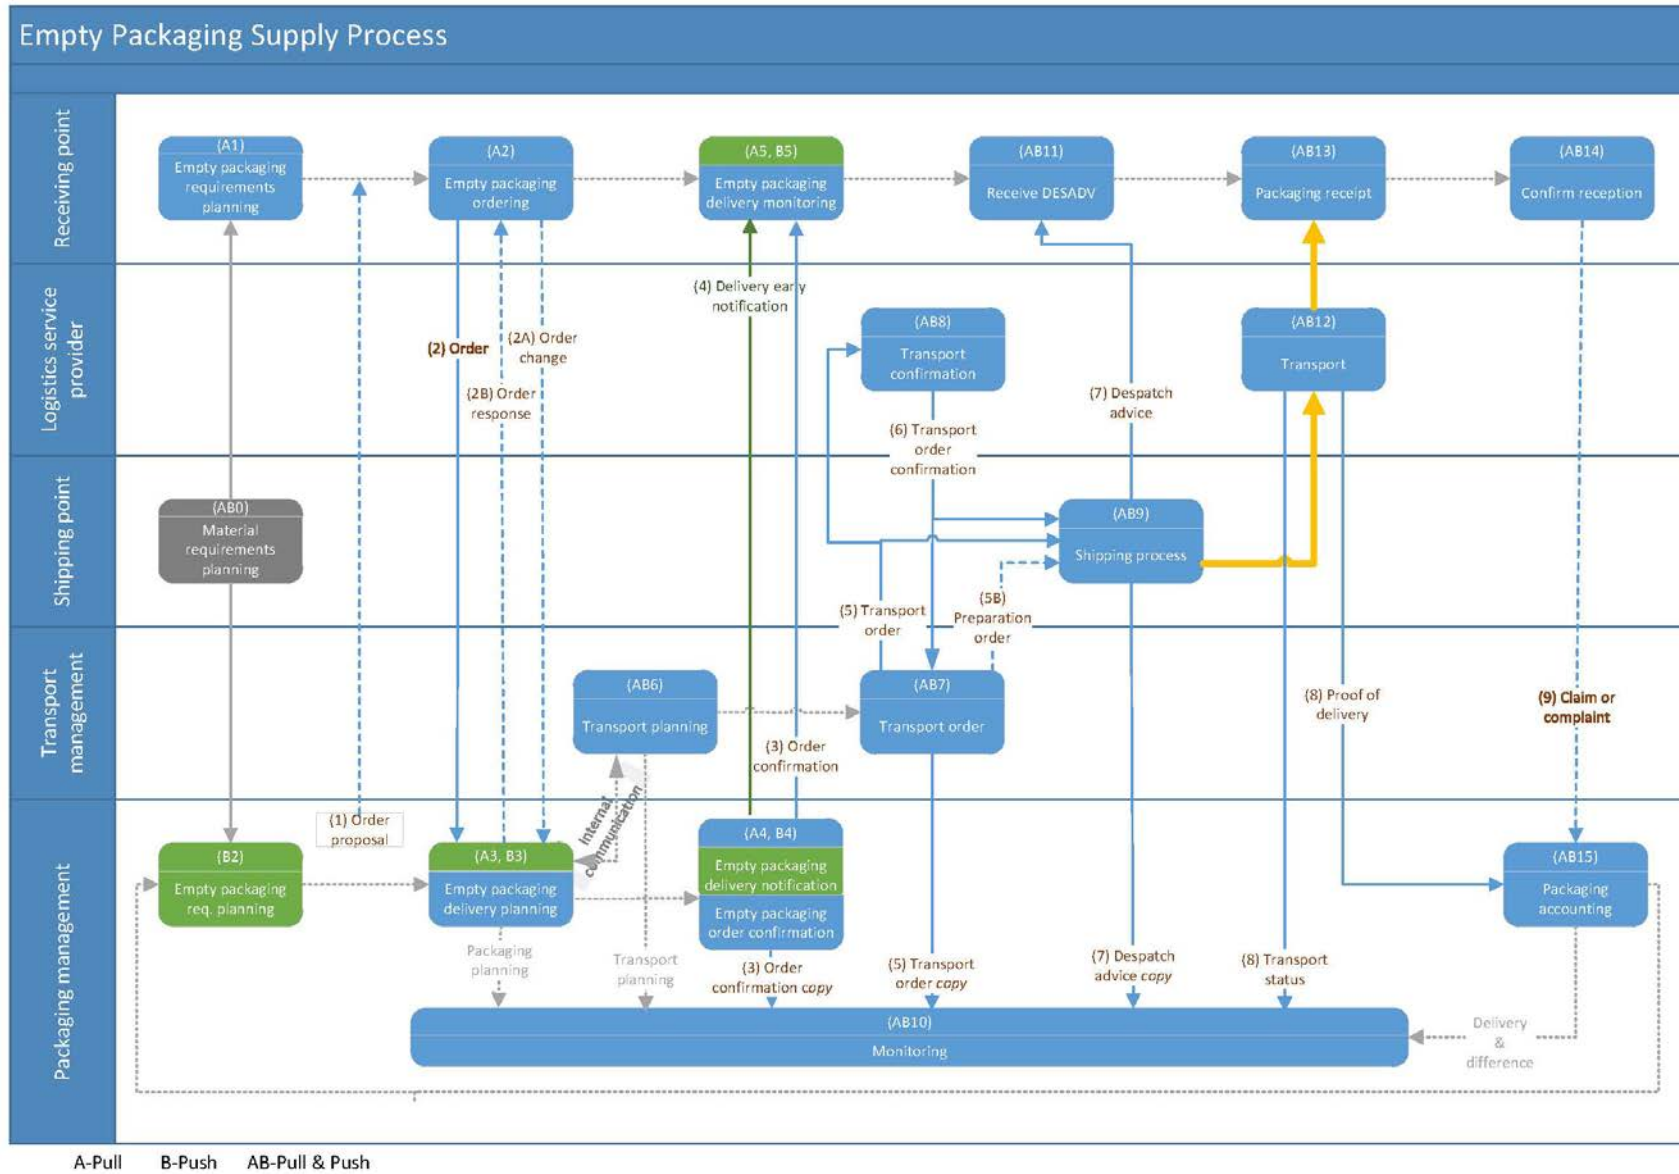 Empty Packaging Supply Process
Receiving point
(A1)
Empty packaging
requirements
planning
(A2)
Empty packaging
ordering
(A5, B5)
Empty packaging
delivery monitoring
(AB11)
Receive DESADV
(AB13)
Packaging receipt
(AB14)
Confirm reception
Logistics service
provider
(2) Order
(2A) Order
change
(2B) Order
response
(4) Delivery early
notification
(AB8)
Transport
confirmation
(6) Transport
order
confirmation
(7) Despatch
advice
(AB12)
Transport
Shipping point
(AB0)
Material
requirements
planning
(AB9)
Shipping process
(5) Transport
order
(5B)
Preparation
order
Transport
management
(AB6)
Transport planning
(AB7)
Transport order
(3) Order
confirmation
(8) Proof of
delivery
(9) Claim or
complaint
Internal
communication
Packaging management
(1) Order
proposal
(B2)
Empty packaging
req. planning
(A3, B3)
Empty packaging
delivery planning
(A4, B4)
Empty packaging
delivery notification
Empty packaging
order confirmation
(AB15)
Packaging
accounting
Packaging
planning
Transport
planning
(3) Order
confirmation copy
(5) Transport
order copy
(7) Despatch
advice copy
(8) Transport
status
Delivery
&
difference
(AB10)
Monitoring
A-Pull B-Push AB-Pull & Push